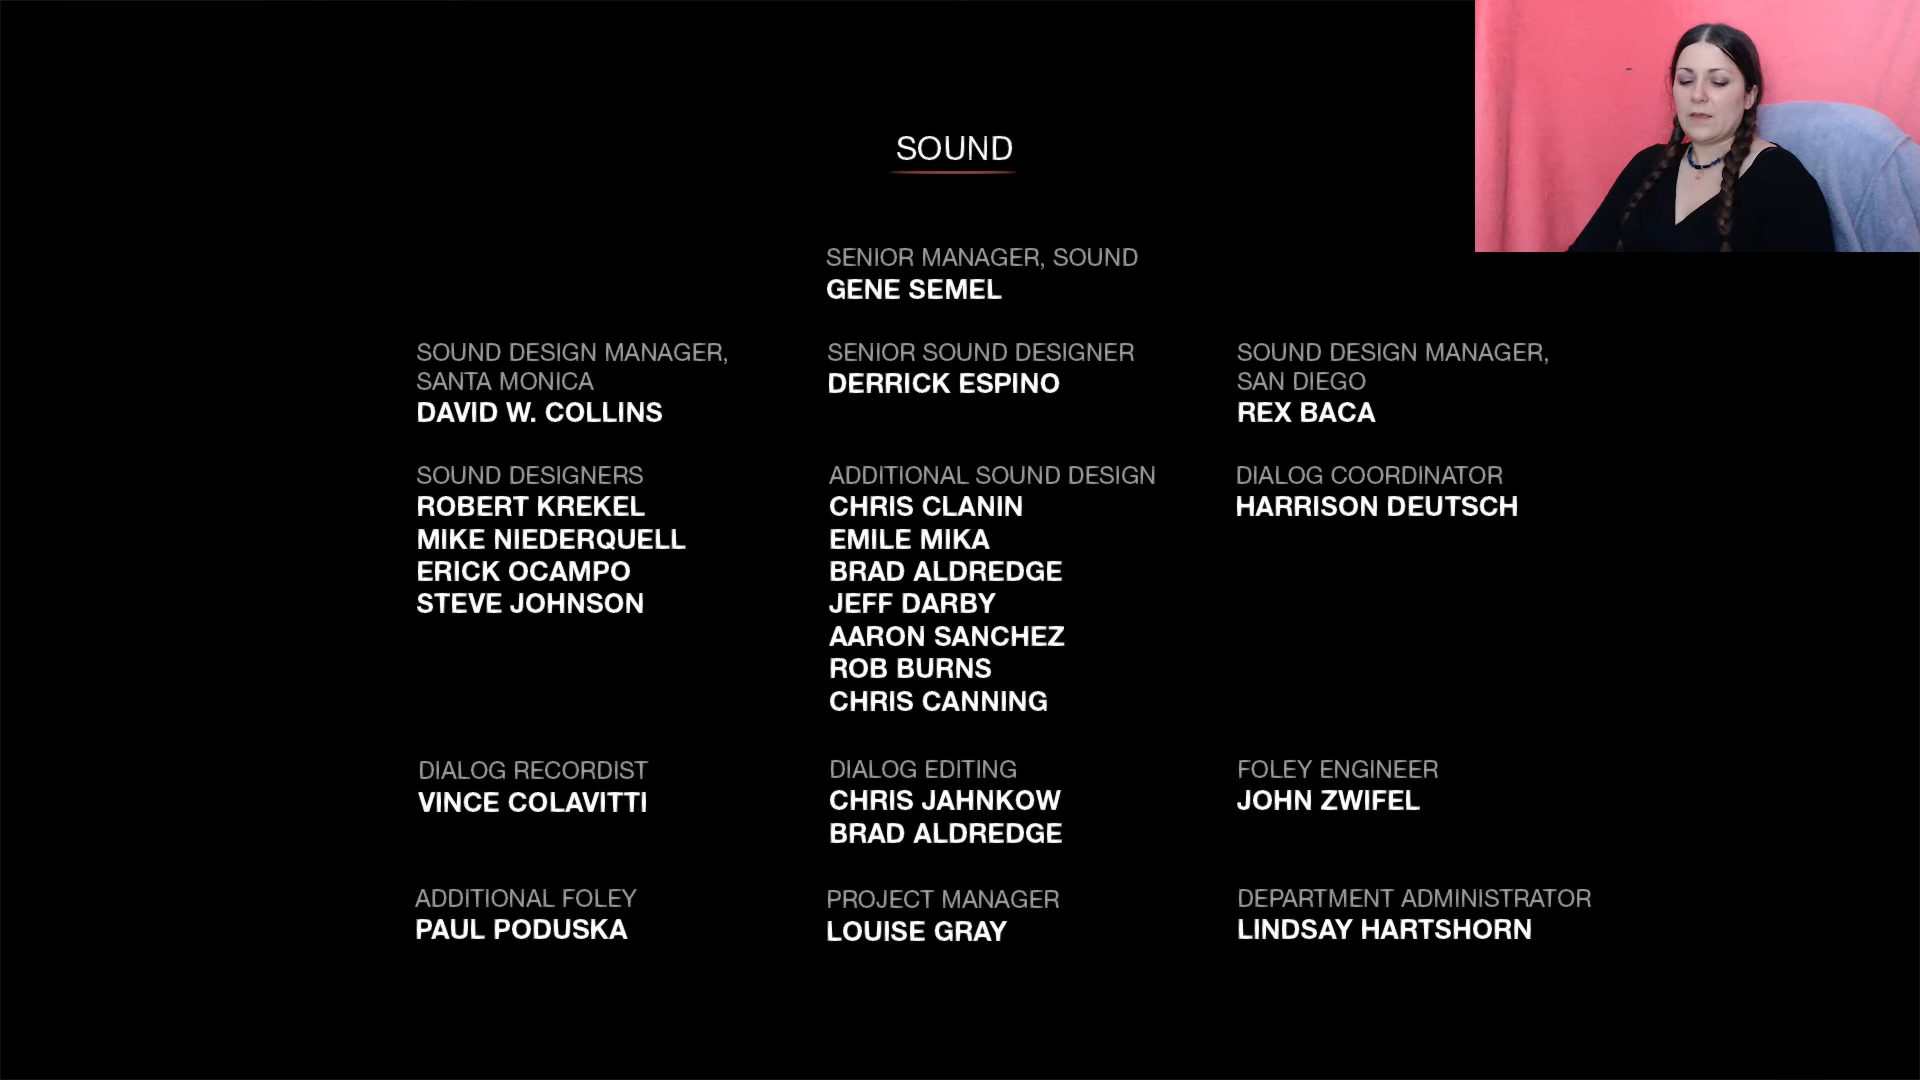 SOUND
SENIOR MANAGER, SOUND
GENE SEMEL
SOUND DESIGN MANAGER,
SANTA MONICA
DAVID W. COLLINS
SENIOR SOUND DESIGNER
DERRICK ESPINO
SOUND DESIGN MANAGER,
SAN DIEGO
REX BACA
SOUND DESIGNERS
ROBERT KREKEL
MIKE NIEDERQUELL
ERICK OCAMPO
STEVE JOHNSON
ADDITIONAL SOUND DESIGN
CHRIS CLANIN
EMILE MIKA
BRAD ALDREDGE
JEFF DARBY
AARON SANCHEZ
ROB BURNS
CHRIS CANNING
DIALOG COORDINATOR
HARRISON DEUTSCH
DIALOG RECORDIST
VINCE COLAVITTI
DIALOG EDITING
CHRIS JAHNKOW
BRAD ALDREDGE
FOLEY ENGINEER
JOHN ZWIFEL
ADDITIONAL FOLEY
PAUL PODUSKA
PROJECT MANAGER
LOUISE GRAY
DEPARTMENT ADMINISTRATOR
LINDSAY HARTSHORN